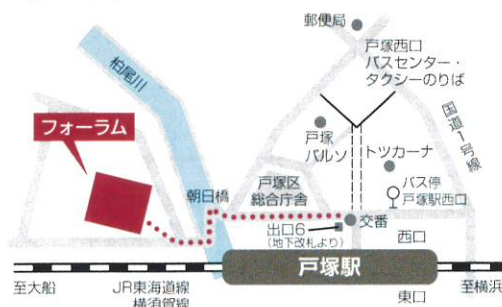 郵便局
戸塚西口
バスセンター・
タクシーのりば
柏尾川
国道1号線
フォーラム
戸塚
パルソ
トツカーナ
朝日橋
戸塚区
総合庁舎
バス停
戸塚駅西口
出口6
(地下改札より)
交番
西口
戸塚駅
至大船
JR東海道線
横須賀線
至横浜
東口